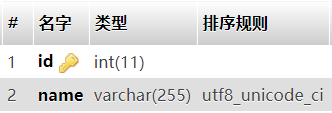 # 名字 类型 排序规则
1 id int(11)
2 name varchar(255) utf8_unicode_ci